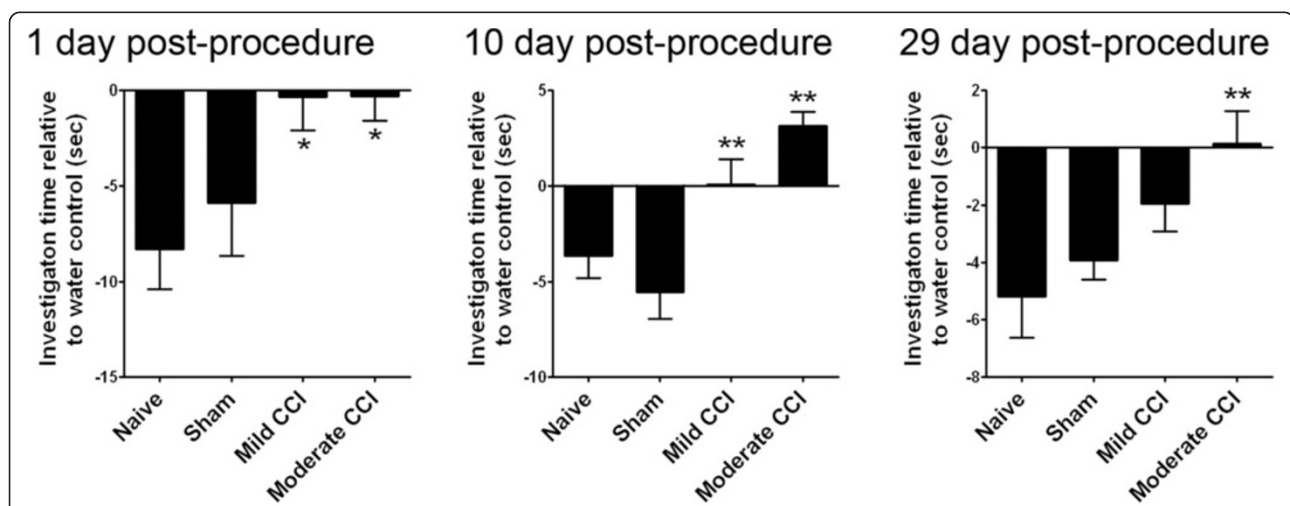 1 day post-procedure
Investigaton time relative
to water control (sec)
0
-5
-10
-15
*
*
Naive
Sham
Mild CCI
Moderate CCI
10 day post-procedure
Investigaton time relative
to water control (sec)
5
0
-5
-10
**
**
Naive
Sham
Mild CCI
Moderate CCI
29 day post-procedure
Investigaton time relative
to water control (sec)
2
0
-2
-4
-6
-8
**
Naive
Sham
Mild CCI
Moderate CCI